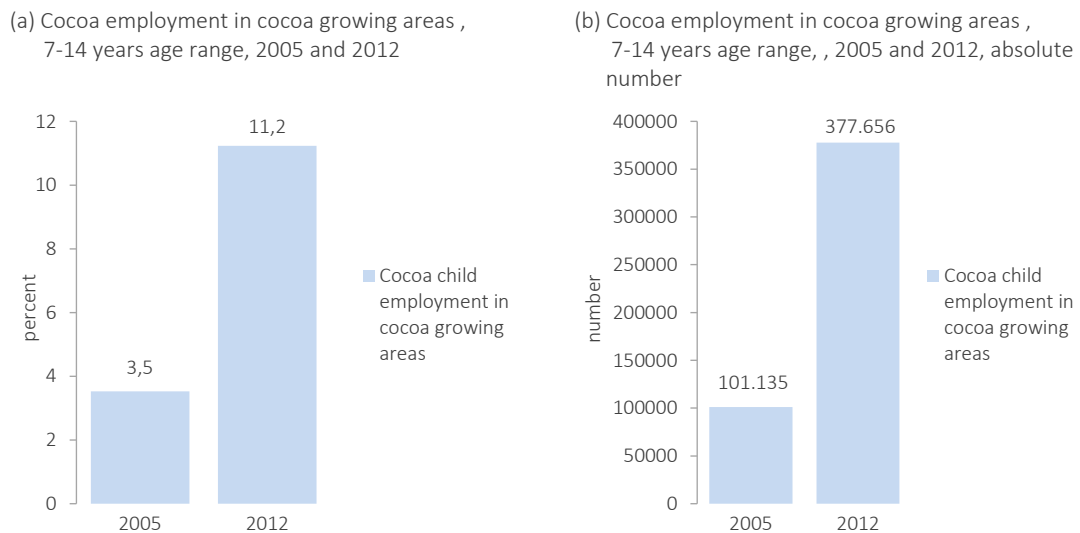 (a) Cocoa employment in cocoa growing areas ,
7-14 years age range, 2005 and 2012
12
10
8
6
4
2
0
percent
3,5
11,2
2005
2012
Cocoa child
employment in
cocoa growing
areas
(b) Cocoa employment in cocoa growing areas ,
7-14 years age range, , 2005 and 2012, absolute
number
400000
350000
300000
250000
200000
150000
100000
50000
0
number
101.135
377.656
2005
2012
Cocoa child
employment in
cocoa growing
areas